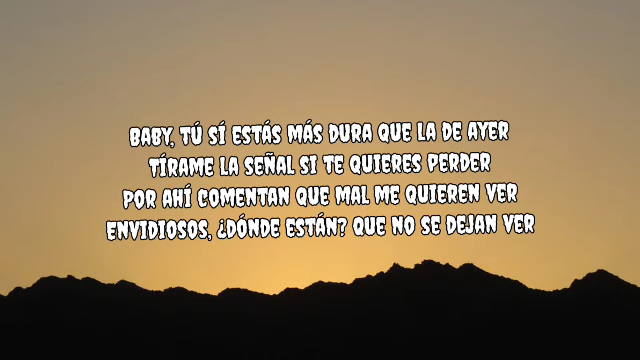 BABY, TÚ SÍ ESTÁS MÁS DURA QUE LA DE AYER
TÍRAME LA SEÑAL SI TE QUIERES PERDER
POR AHÍ COMENTAN QUE MAL ME QUIEREN VER
ENVIDIOSOS, ¿DÓNDE ESTÁN? QUE NO SE DEJAN VER